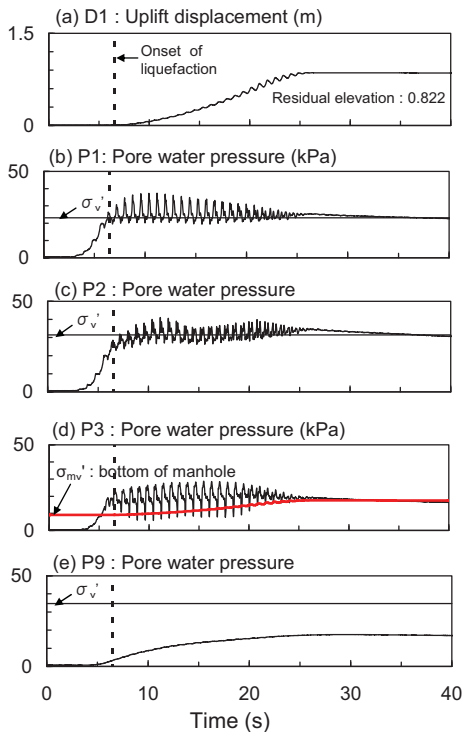 (a) D1 : Uplift displacement (m)
1.5
Onset of
liquefaction
Residual elevation : 0.822
0
(b) P1: Pore water pressure (kPa)
50
σv'
0
(c) P2 : Pore water pressure
50
σv'
0
(d) P3 : Pore water pressure (kPa)
50
σmv' : bottom of manhole
0
(e) P9 : Pore water pressure
50
σv'
0
0 10 20 30 40
Time (s)